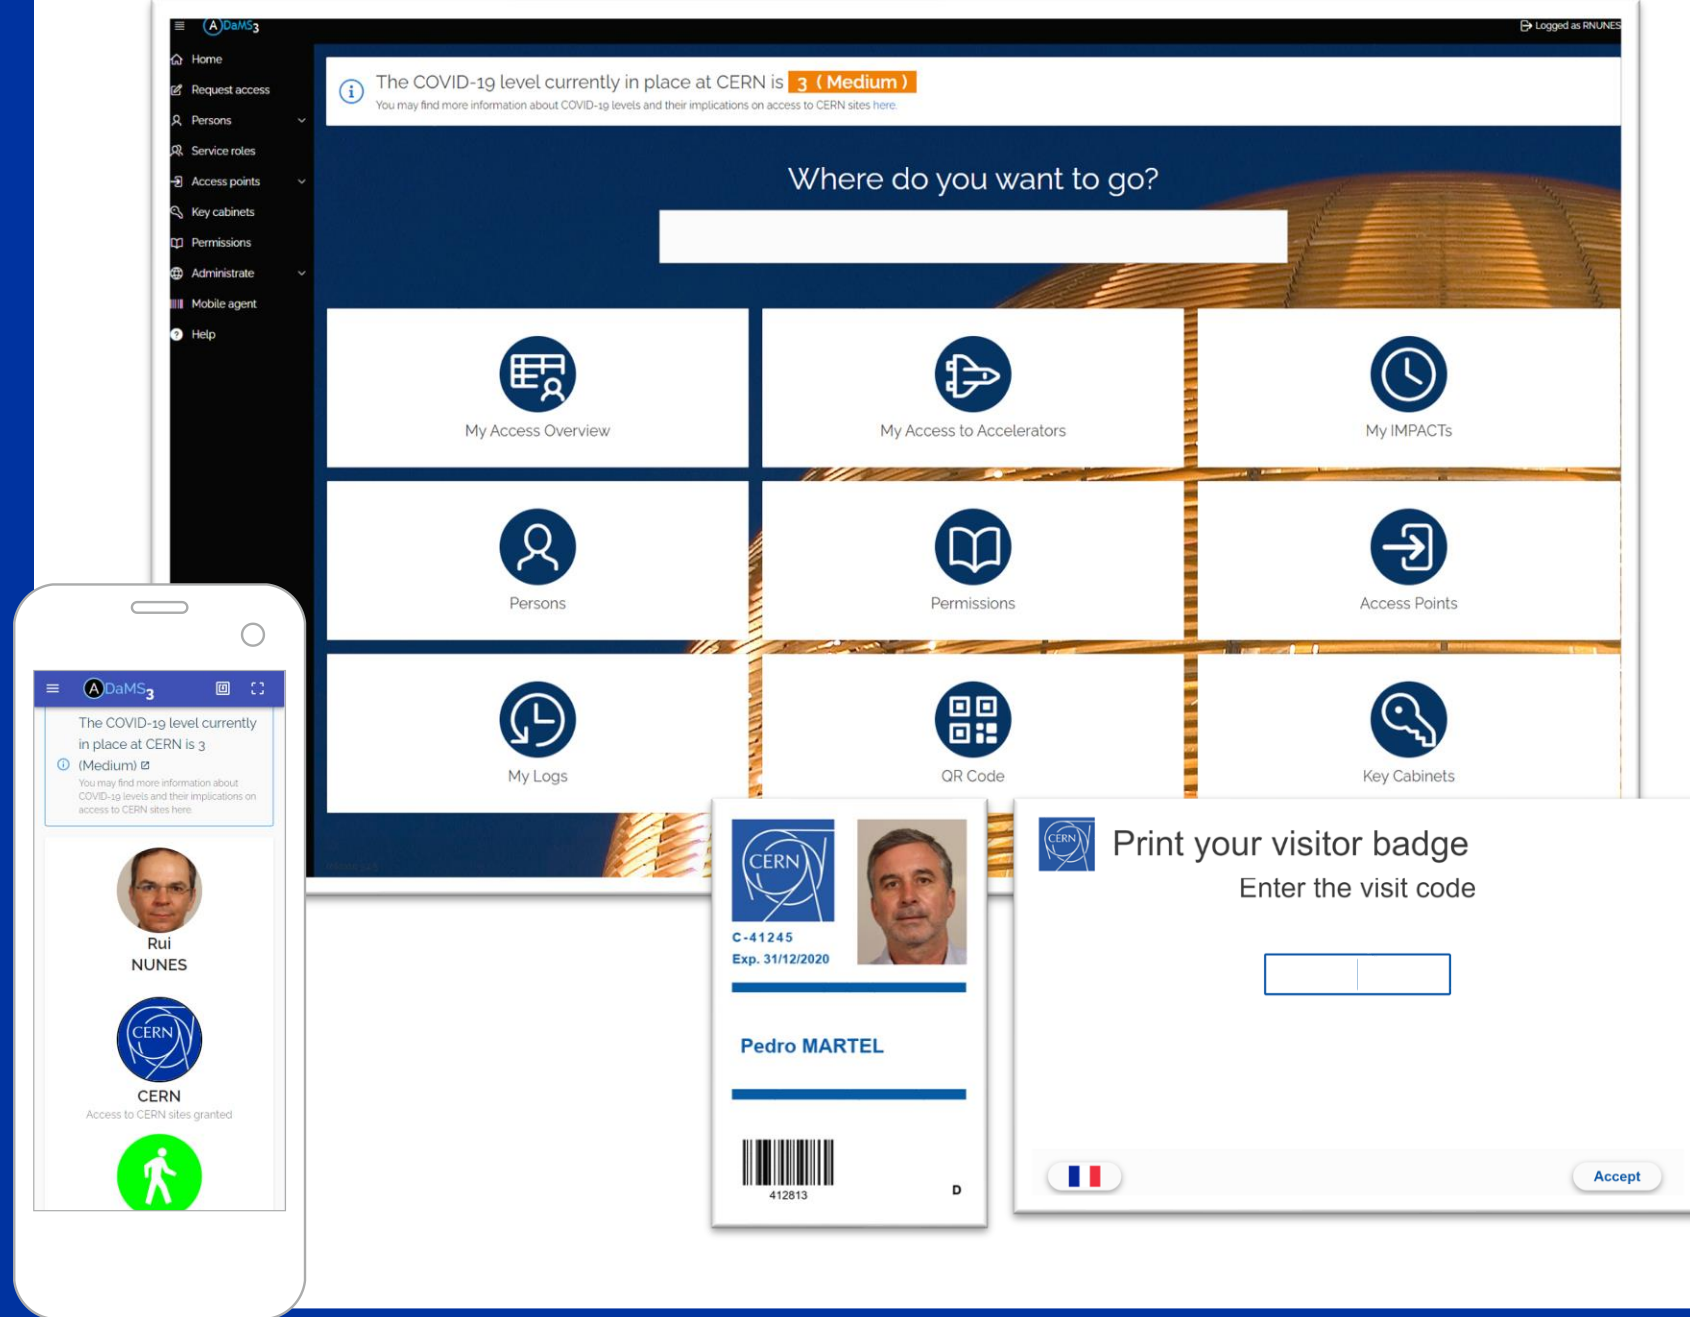 ADaMS3
Logged as RNUNES
Home
Request access
Persons
Service roles
Access points
Key cabinets
Permissions
Administrate
Mobile agent
Help
The COVID-19 level currently in place at CERN is 3 ( Medium )
You may find more information about COVID-19 levels and their implications on access to CERN sites here.
Where do you want to go?
My Access Overview
My Access to Accelerators
My IMPACTs
Persons
Permissions
Access Points
My Logs
QR Code
Key Cabinets
ADaMS3
The COVID-19 level currently
in place at CERN is 3
(Medium)
You may find more information about
COVID-19 levels and their implications on
access to CERN sites here.
Rui
NUNES
CERN
CERN
Access to CERN sites granted
CERN
C-41245
Exp. 31/12/2020
Pedro MARTEL
412813
D
CERN
Print your visitor badge
Enter the visit code
Accept